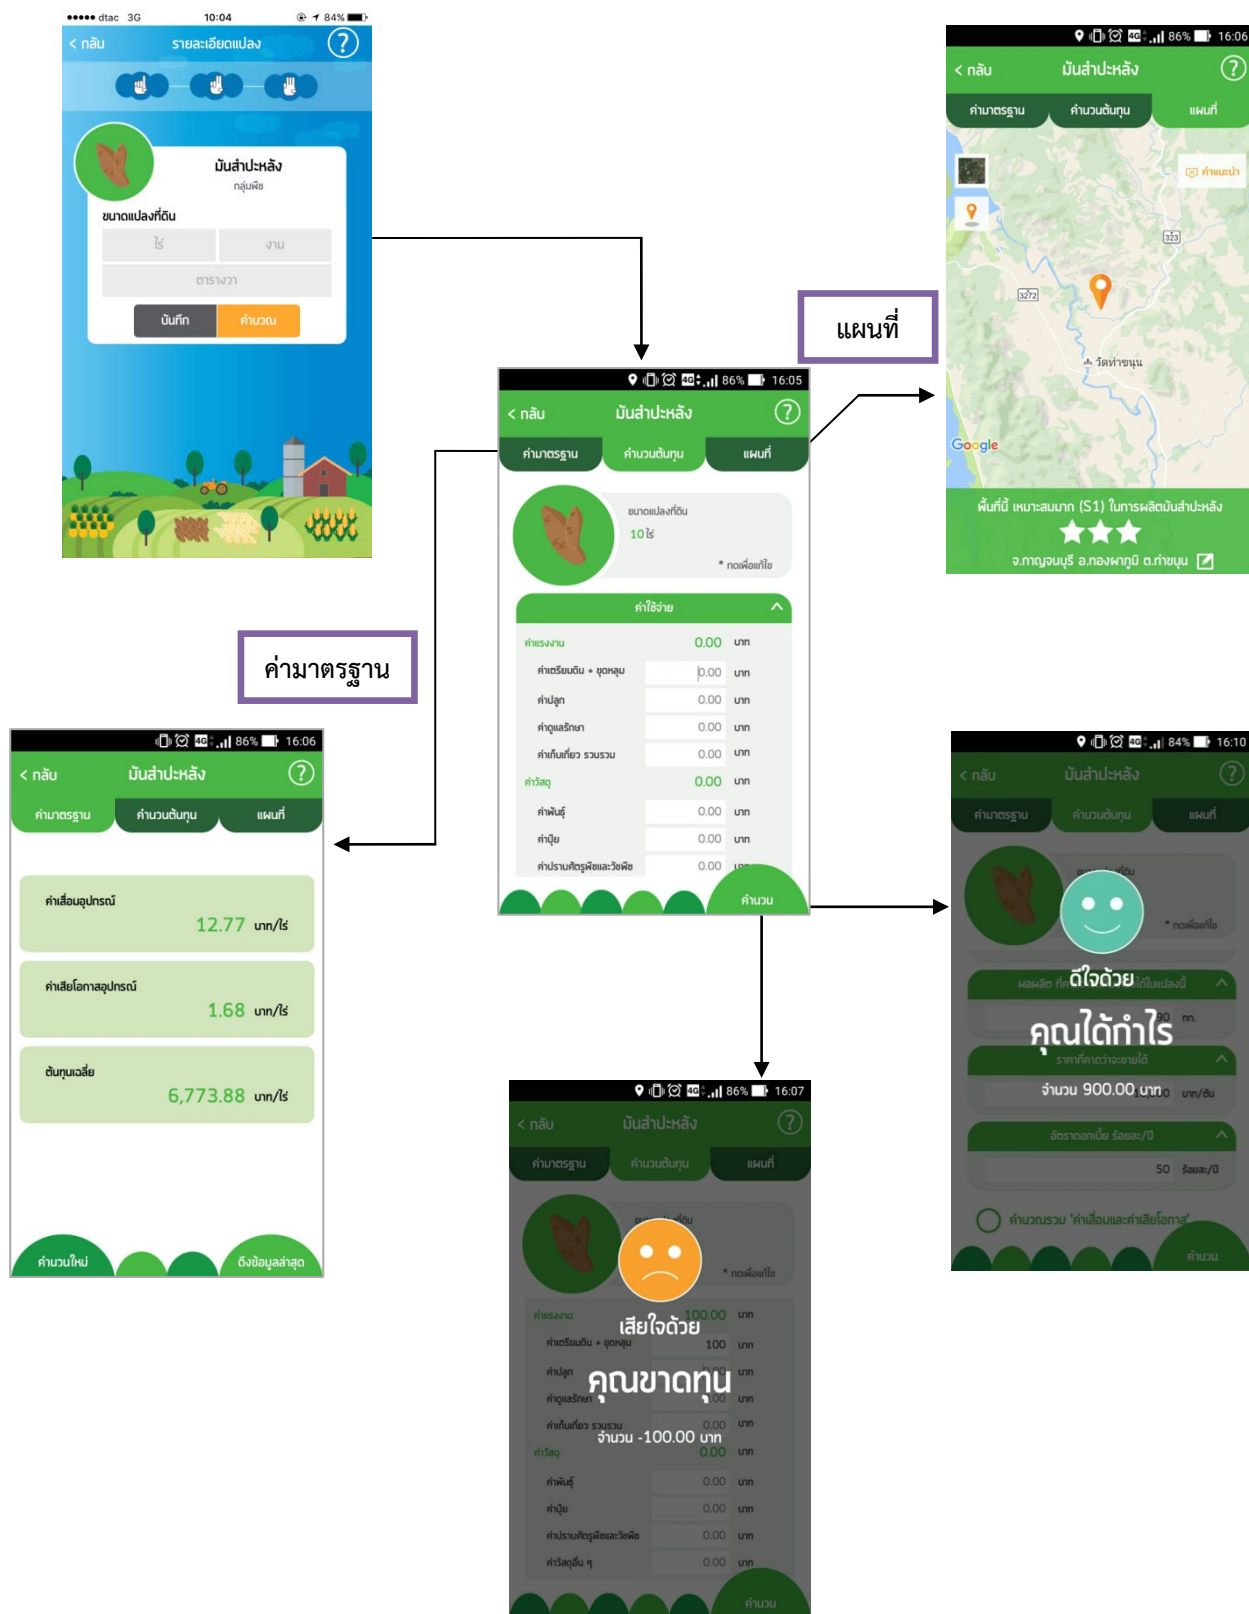 dtac 3G 10:04 84%
< กลับ รายละเอียดแปลง ?
มันสำปะหลัง
กลุ่มพืช
ขนาดแปลงที่ดิน
ไร่ งาน
ตารางวา
บันทึก คำนวณ
4G 86% 16:06
< กลับ มันสำปะหลัง ?
ค่ามาตรฐาน คำนวนต้นทุน แผนที่
คำแนะนำ
323
3272
วัดท่าขนุน
Google
พื้นที่นี้ เหมาะสมมาก (S1) ในการผลิตมันสำปะหลัง
จ.กาญจนบุรี อ.ทองผาภูมิ ต.ท่าขนุน
แผนที่
4G 86% 16:05
< กลับ มันสำปะหลัง ?
ค่ามาตรฐาน คำนวนต้นทุน แผนที่
ขนาดแปลงที่ดิน
10 ไร่
* กดเพื่อแก้ไข
ค่าใช้จ่าย
ค่าแรงงาน 0.00 บาท
ค่าเตรียมดิน + ขุดหลุม 0.00 บาท
ค่าปลูก 0.00 บาท
ค่าดูแลรักษา 0.00 บาท
ค่าเก็บเกี่ยว รวบรวม 0.00 บาท
ค่าวัสดุ 0.00 บาท
ค่าพันธุ์ 0.00 บาท
ค่าปุ๋ย 0.00 บาท
ค่าปราบศัตรูพืชและวัชพืช 0.00
คำนวน
ค่ามาตรฐาน
4G 86% 16:06
< กลับ มันสำปะหลัง ?
ค่ามาตรฐาน คำนวนต้นทุน แผนที่
ค่าเสื่อมอุปกรณ์
12.77 บาท/ไร่
ค่าเสียโอกาสอุปกรณ์
1.68 บาท/ไร่
ต้นทุนเฉลี่ย
6,773.88 บาท/ไร่
คำนวนใหม่ ดึงข้อมูลล่าสุด
4G 84% 16:10
< กลับ มันสำปะหลัง ?
ค่ามาตรฐาน คำนวนต้นทุน แผนที่
* กดเพื่อแก้ไข
ดีใจด้วย
คุณได้กำไร
กก.
ราคาที่คาดว่าจะขายได้
จำนวน 900.00 บาท
บาท/ตัน
อัตราดอกเบี้ย ร้อยละ/ปี
50 ร้อยละ/ปี
คำนวณรวม 'ค่าเสื่อมและค่าเสียโอกาส'
คำนวน
4G 86% 16:07
< กลับ มันสำปะหลัง ?
ค่ามาตรฐาน คำนวนต้นทุน แผนที่
* กดเพื่อแก้ไข
ค่าแรงงาน 100.00 บาท
เสียใจด้วย
ค่าเตรียมดิน + ขุดหลุม 100 บาท
ค่าปลูก บาท
คุณขาดทุน
ค่าดูแลรักษา บาท
ค่าเก็บเกี่ยว รวบรวม 0.00 บาท
จำนวน -100.00 บาท
ค่าวัสดุ 0.00 บาท
ค่าพันธุ์ 0.00 บาท
ค่าปุ๋ย 0.00 บาท
ค่าปราบศัตรูพืชและวัชพืช 0.00 บาท
ค่าวัสดุอื่น ๆ 0.00 บาท
คำนวน